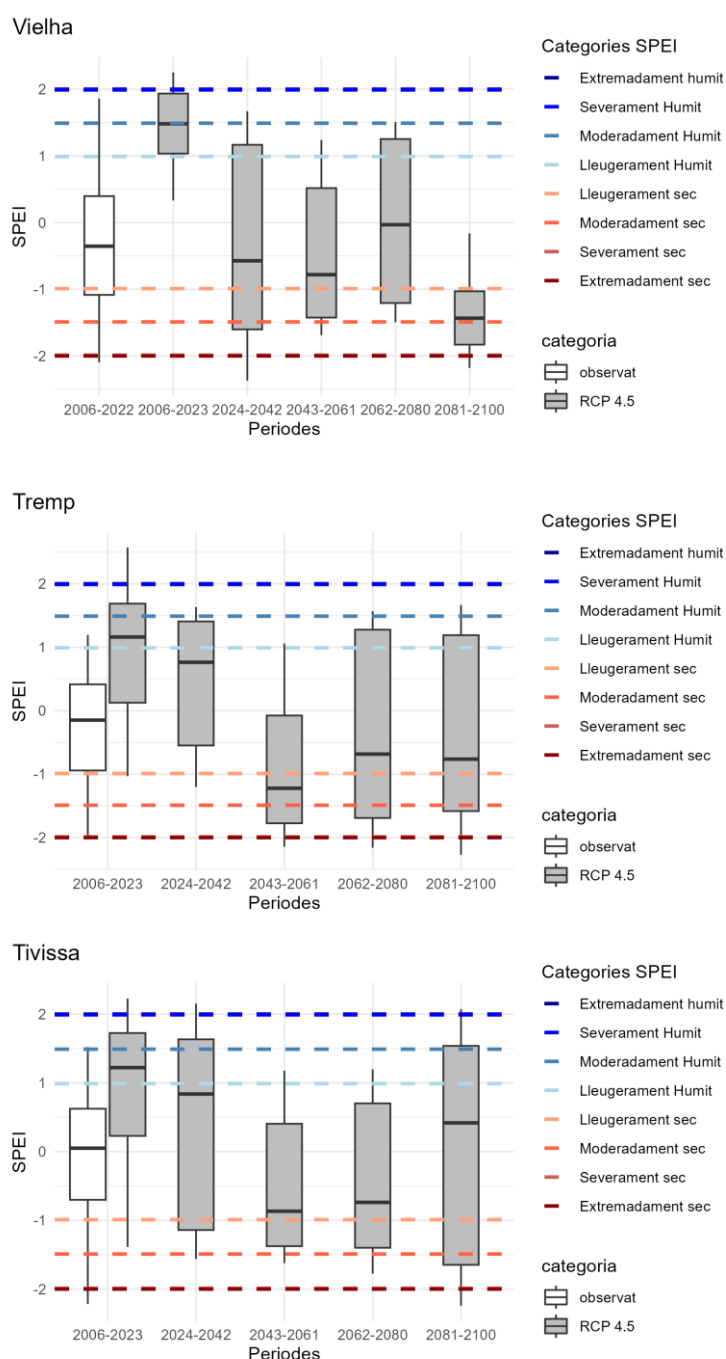 Vielha
2
1
0
-1
-2
SPEI
2006-2022 2006-2023 2024-2042 2043-2061 2062-2080 2081-2100
Periodes
Categories SPEI
Extremadament humit
Severament Humit
Moderadament Humit
Lleugerament Humit
Lleugerament sec
Moderadament sec
Severament sec
Extremadament sec
categoria
observat
RCP 4.5
Tremp
2
1
0
-1
-2
SPEI
2006-2023 2024-2042 2043-2061 2062-2080 2081-2100
Periodes
Categories SPEI
Extremadament humit
Severament Humit
Moderadament Humit
Lleugerament Humit
Lleugerament sec
Moderadament sec
Severament sec
Extremadament sec
categoria
observat
RCP 4.5
Tivissa
2
1
0
-1
-2
SPEI
2006-2023 2024-2042 2043-2061 2062-2080 2081-2100
Periodes
Categories SPEI
Extremadament humit
Severament Humit
Moderadament Humit
Lleugerament Humit
Lleugerament sec
Moderadament sec
Severament sec
Extremadament sec
categoria
observat
RCP 4.5